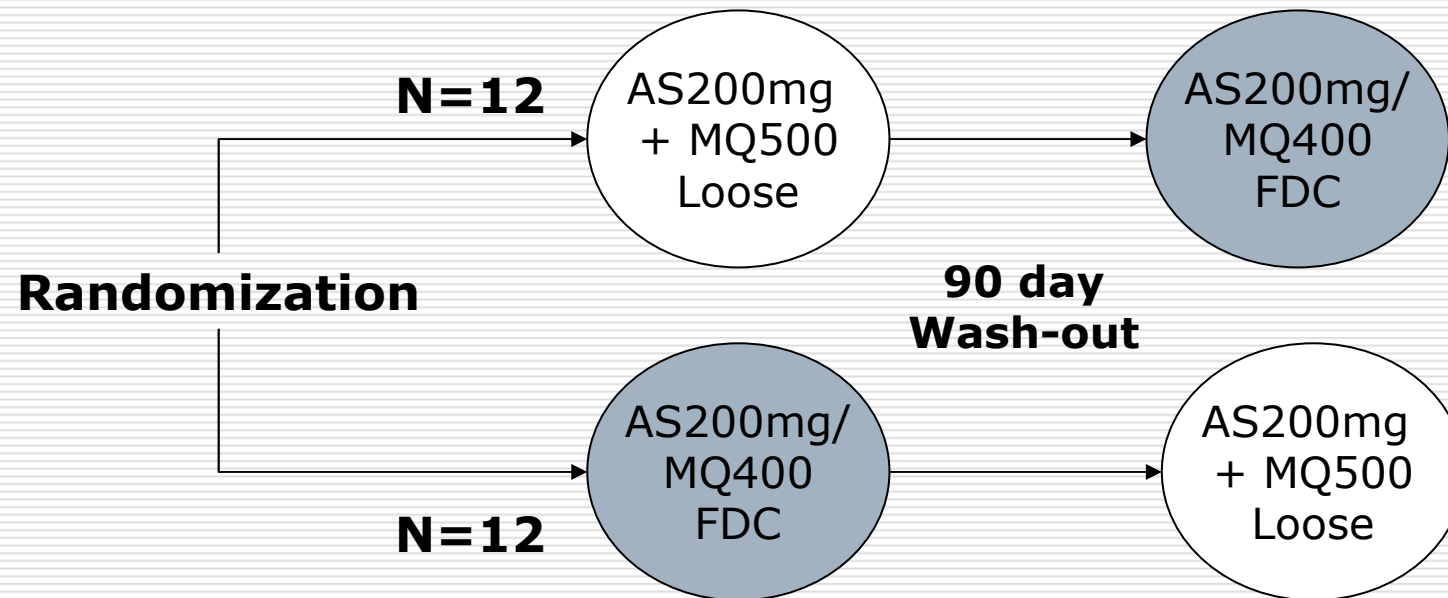 N=12
AS200mg
+ MQ500
Loose
AS200mg/
MQ400
FDC
Randomization
90 day
Wash-out
N=12
AS200mg/
MQ400
FDC
AS200mg
+ MQ500
Loose